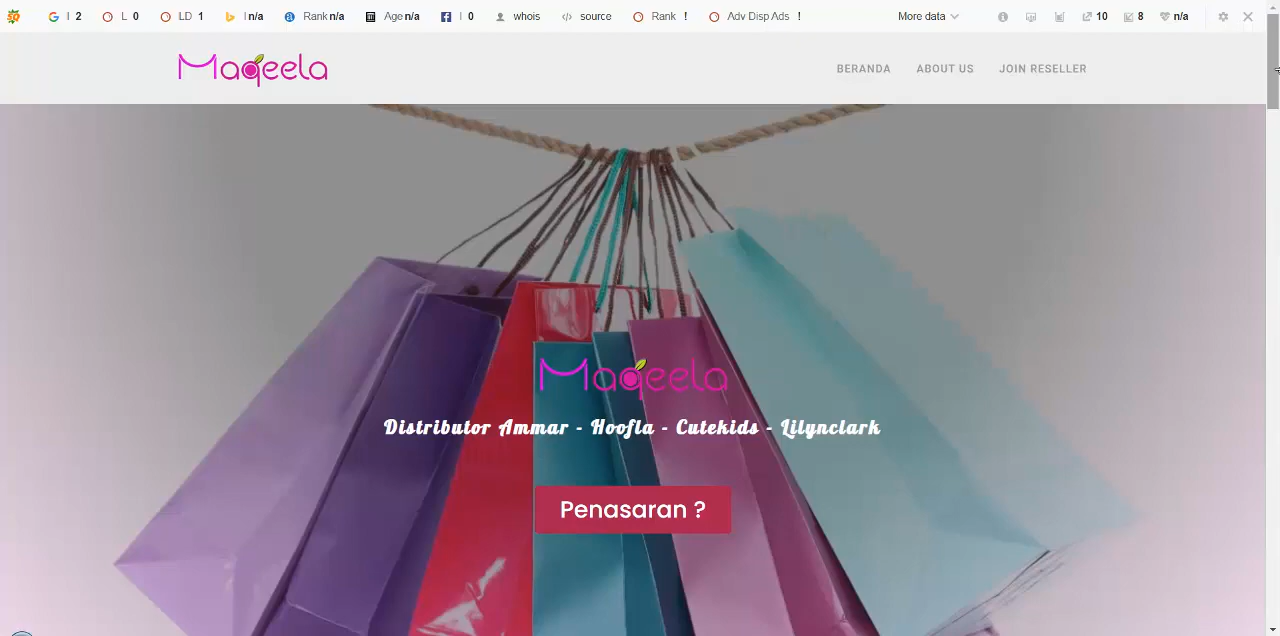 I 2 L 0 LD 1 I n/a Rank n/a Age n/a I 0 whois source Rank ! Adv Disp Ads ! More data 10 8 n/a
Maqeela BERANDA ABOUT US JOIN RESELLER
Maqeela
Distributor Ammar - Hoofla - Cutekids - Lilynclark
Penasaran ?